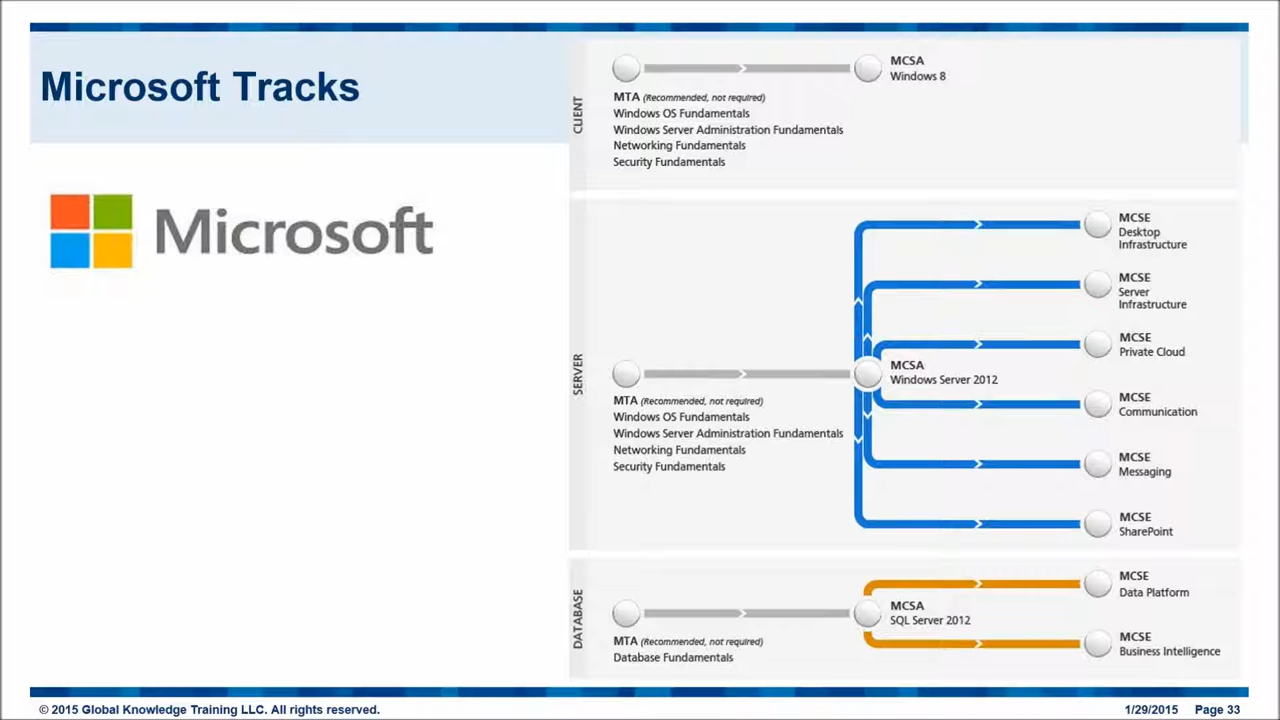 Microsoft Tracks
Microsoft
CLIENT
MCSA
Windows 8
MTA (Recommended, not required)
Windows OS Fundamentals
Windows Server Administration Fundamentals
Networking Fundamentals
Security Fundamentals
SERVER
MTA (Recommended, not required)
Windows OS Fundamentals
Windows Server Administration Fundamentals
Networking Fundamentals
Security Fundamentals
MCSA
Windows Server 2012
MCSE
Desktop
Infrastructure
MCSE
Server
Infrastructure
MCSE
Private Cloud
MCSE
Communication
MCSE
Messaging
MCSE
SharePoint
DATABASE
MTA (Recommended, not required)
Database Fundamentals
MCSA
SQL Server 2012
MCSE
Data Platform
MCSE
Business Intelligence
© 2015 Global Knowledge Training LLC. All rights reserved.
1/29/2015 Page 33